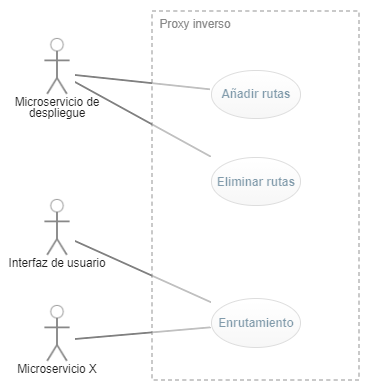 Proxy inverso
Añadir rutas
Microservicio de
despliegue
Eliminar rutas
Interfaz de usuario
Enrutamiento
Microservicio X